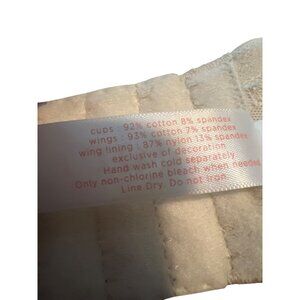 cups : 92% cotton 8% spandex
wings : 93% cotton 7% spandex
wing lining : 87% nylon 13% spandex
exclusive of decoration
Hand wash cold separately
Only non-chlorine bleach when needed
Line Dry. Do not Iron.